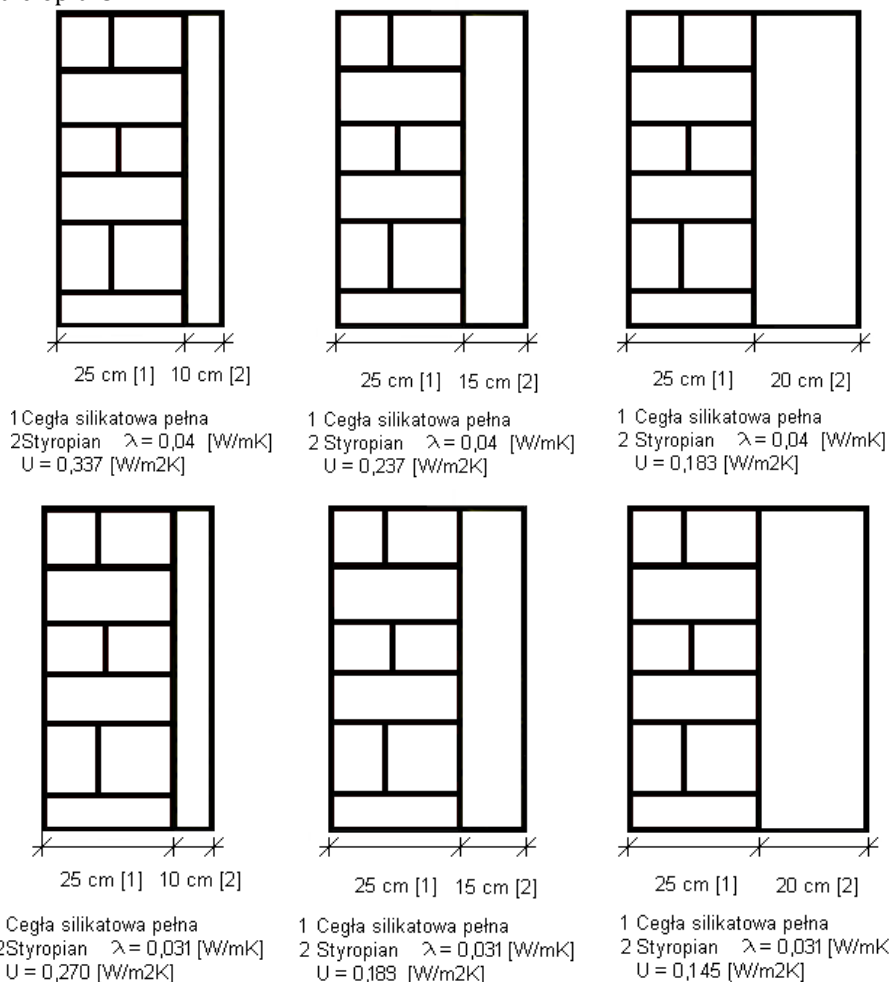 25 cm [1] 10 cm [2]
25 cm [1] 15 cm [2]
25 cm [1] 20 cm [2]
1 Cegła silikatowa pełna
2 Styropian λ = 0,04 [W/mK]
U = 0,337 [W/m2K]
1 Cegła silikatowa pełna
2 Styropian λ = 0,04 [W/mK]
U = 0,237 [W/m2K]
1 Cegła silikatowa pełna
2 Styropian λ = 0,04 [W/mK]
U = 0,183 [W/m2K]
25 cm [1] 10 cm [2]
25 cm [1] 15 cm [2]
25 cm [1] 20 cm [2]
Cegła silikatowa pełna
2Styropian λ = 0,031 [W/mK]
U = 0,270 [W/m2K]
1 Cegła silikatowa pełna
2 Styropian λ = 0,031 [W/mK]
U = 0,189 [W/m2K]
1 Cegła silikatowa pełna
2 Styropian λ = 0,031 [W/mK
U = 0,145 [W/m2K]